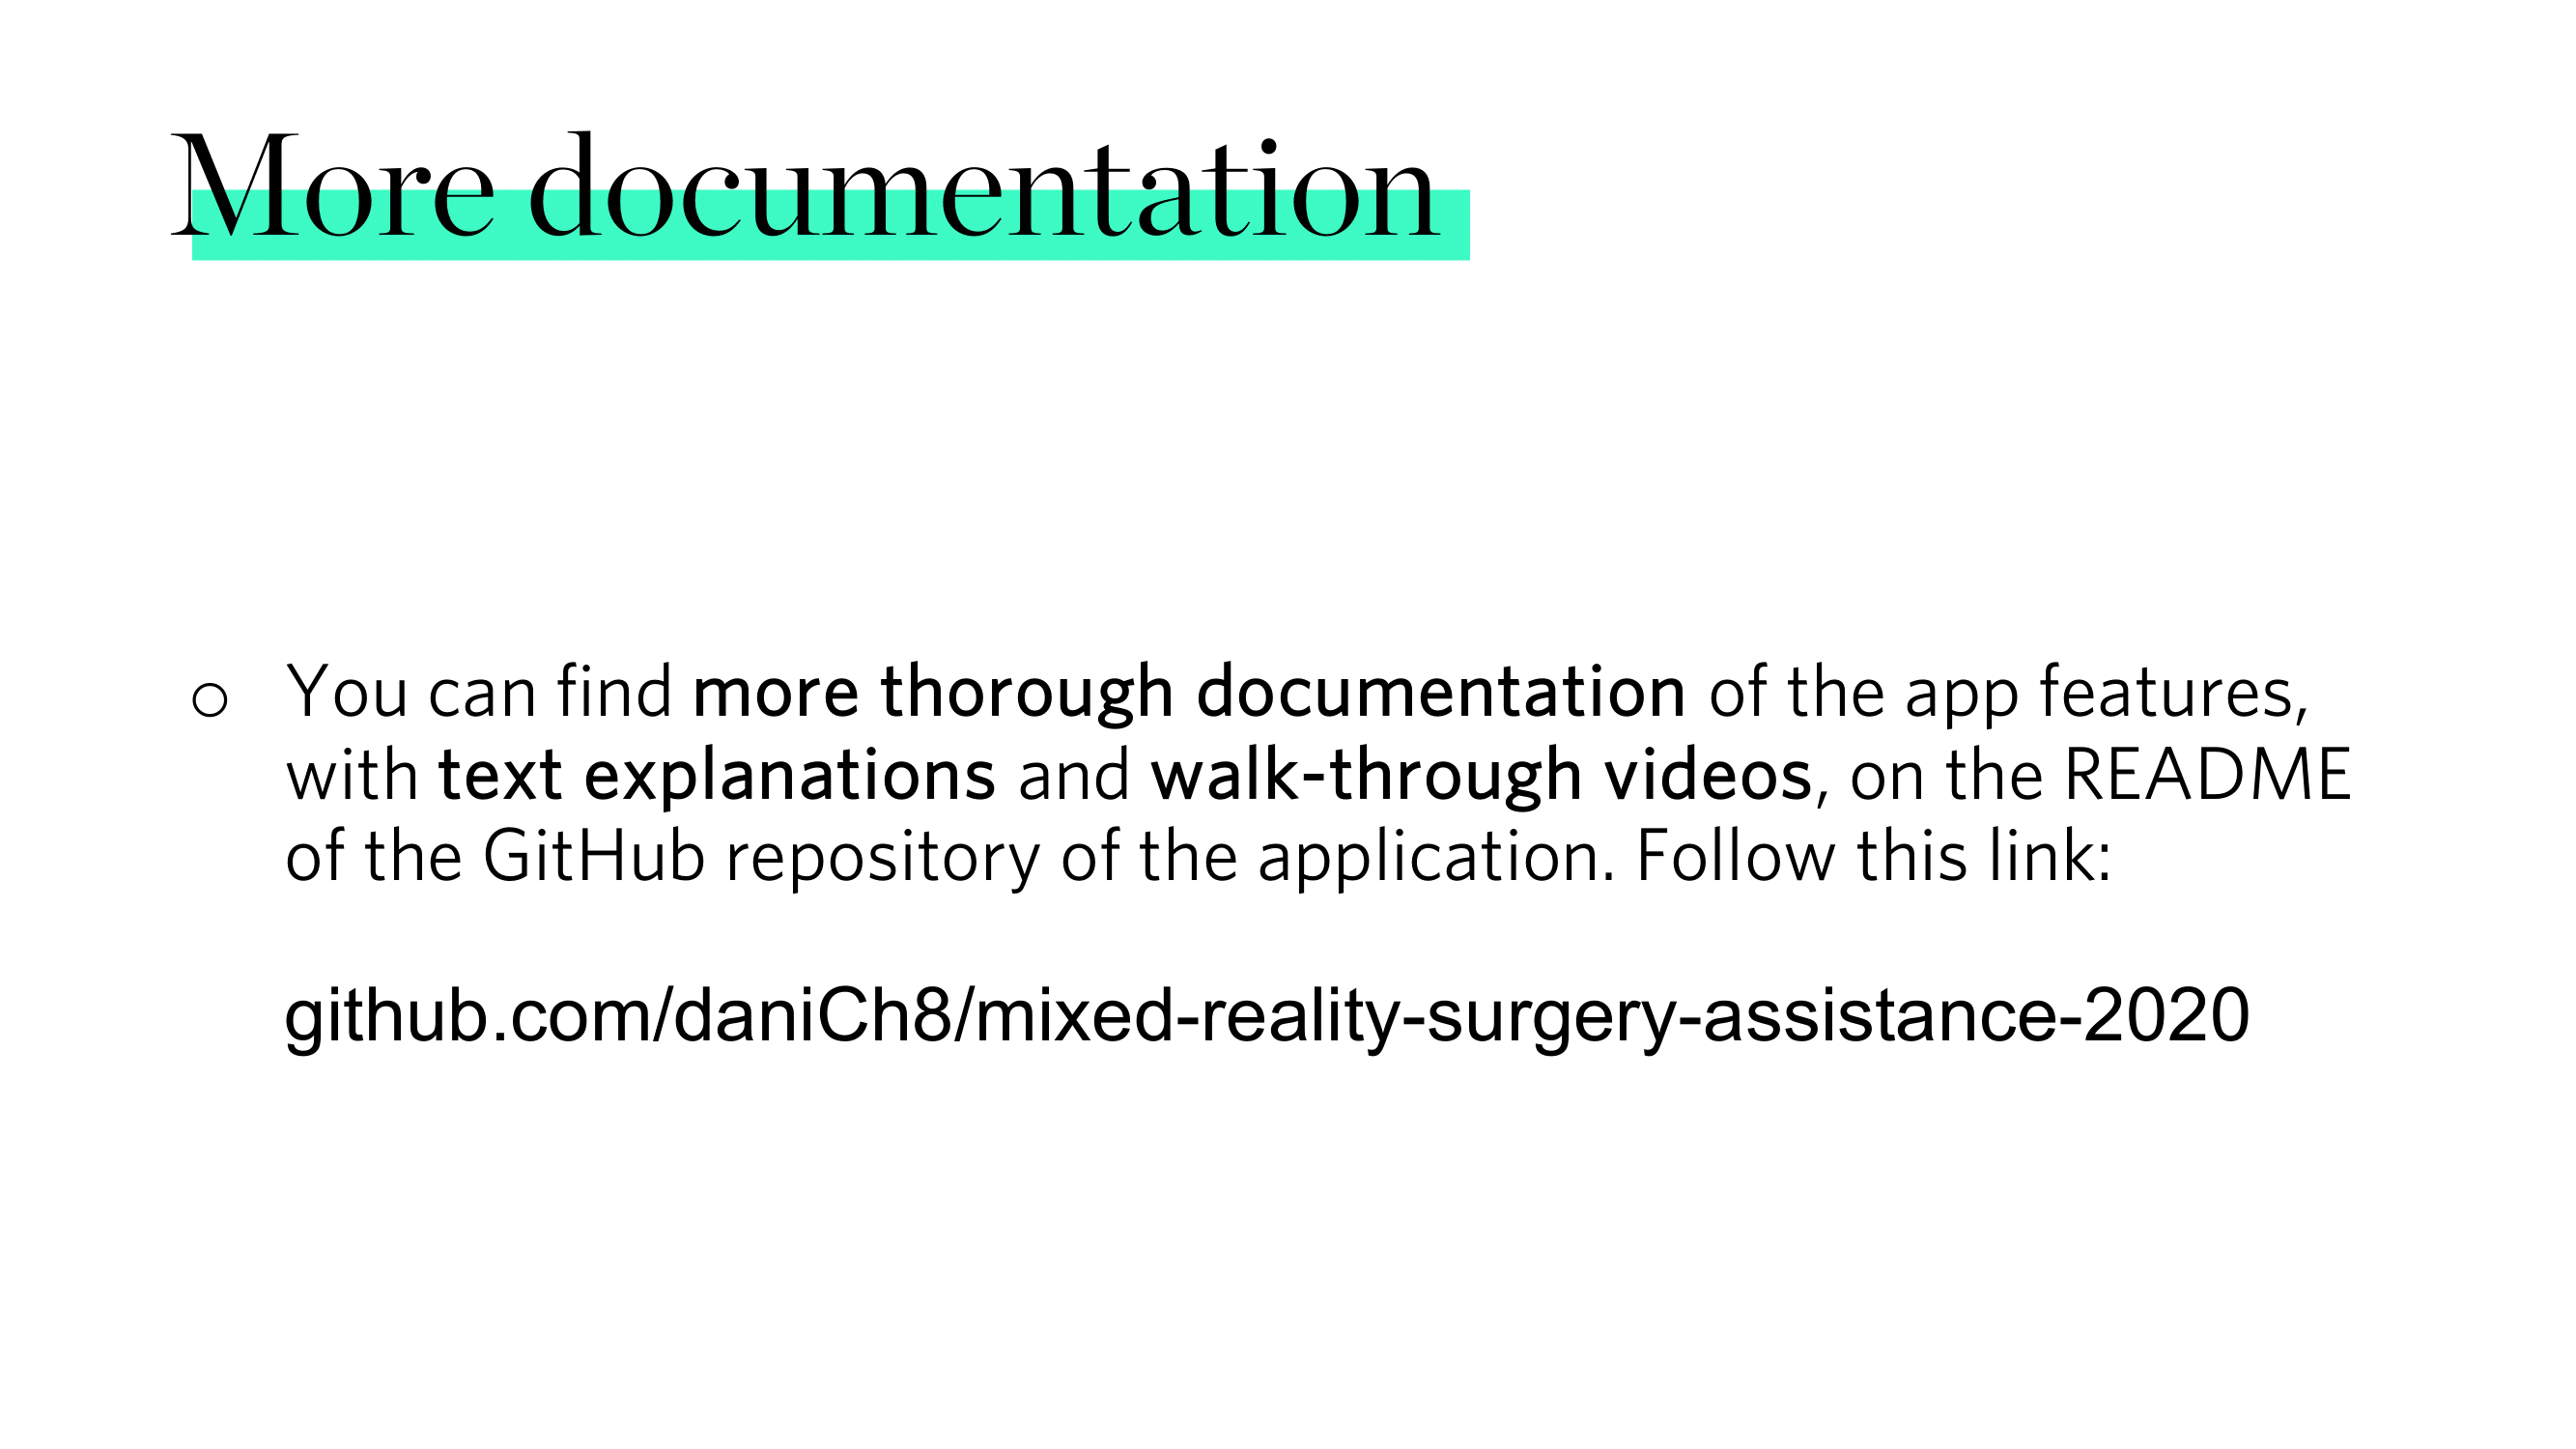 More documentation
○ You can find more thorough documentation of the app features,
with text explanations and walk-through videos, on the README
of the GitHub repository of the application. Follow this link:
github.com/daniCh8/mixed-reality-surgery-assistance-2020